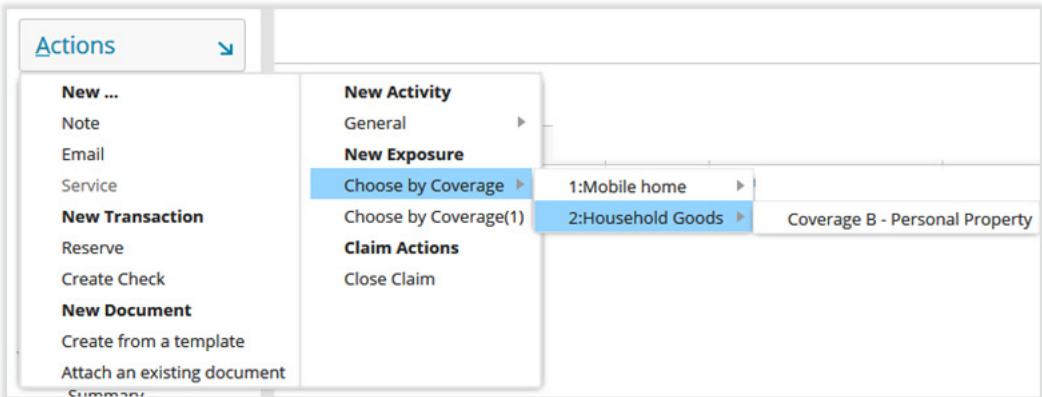 Actions
New ...
Note
Email
Service
New Transaction
Reserve
Create Check
New Document
Create from a template
Attach an existing document
Summary
New Activity
General
New Exposure
Choose by Coverage
Choose by Coverage(1)
Claim Actions
Close Claim
1:Mobile home
2:Household Goods
Coverage B - Personal Property